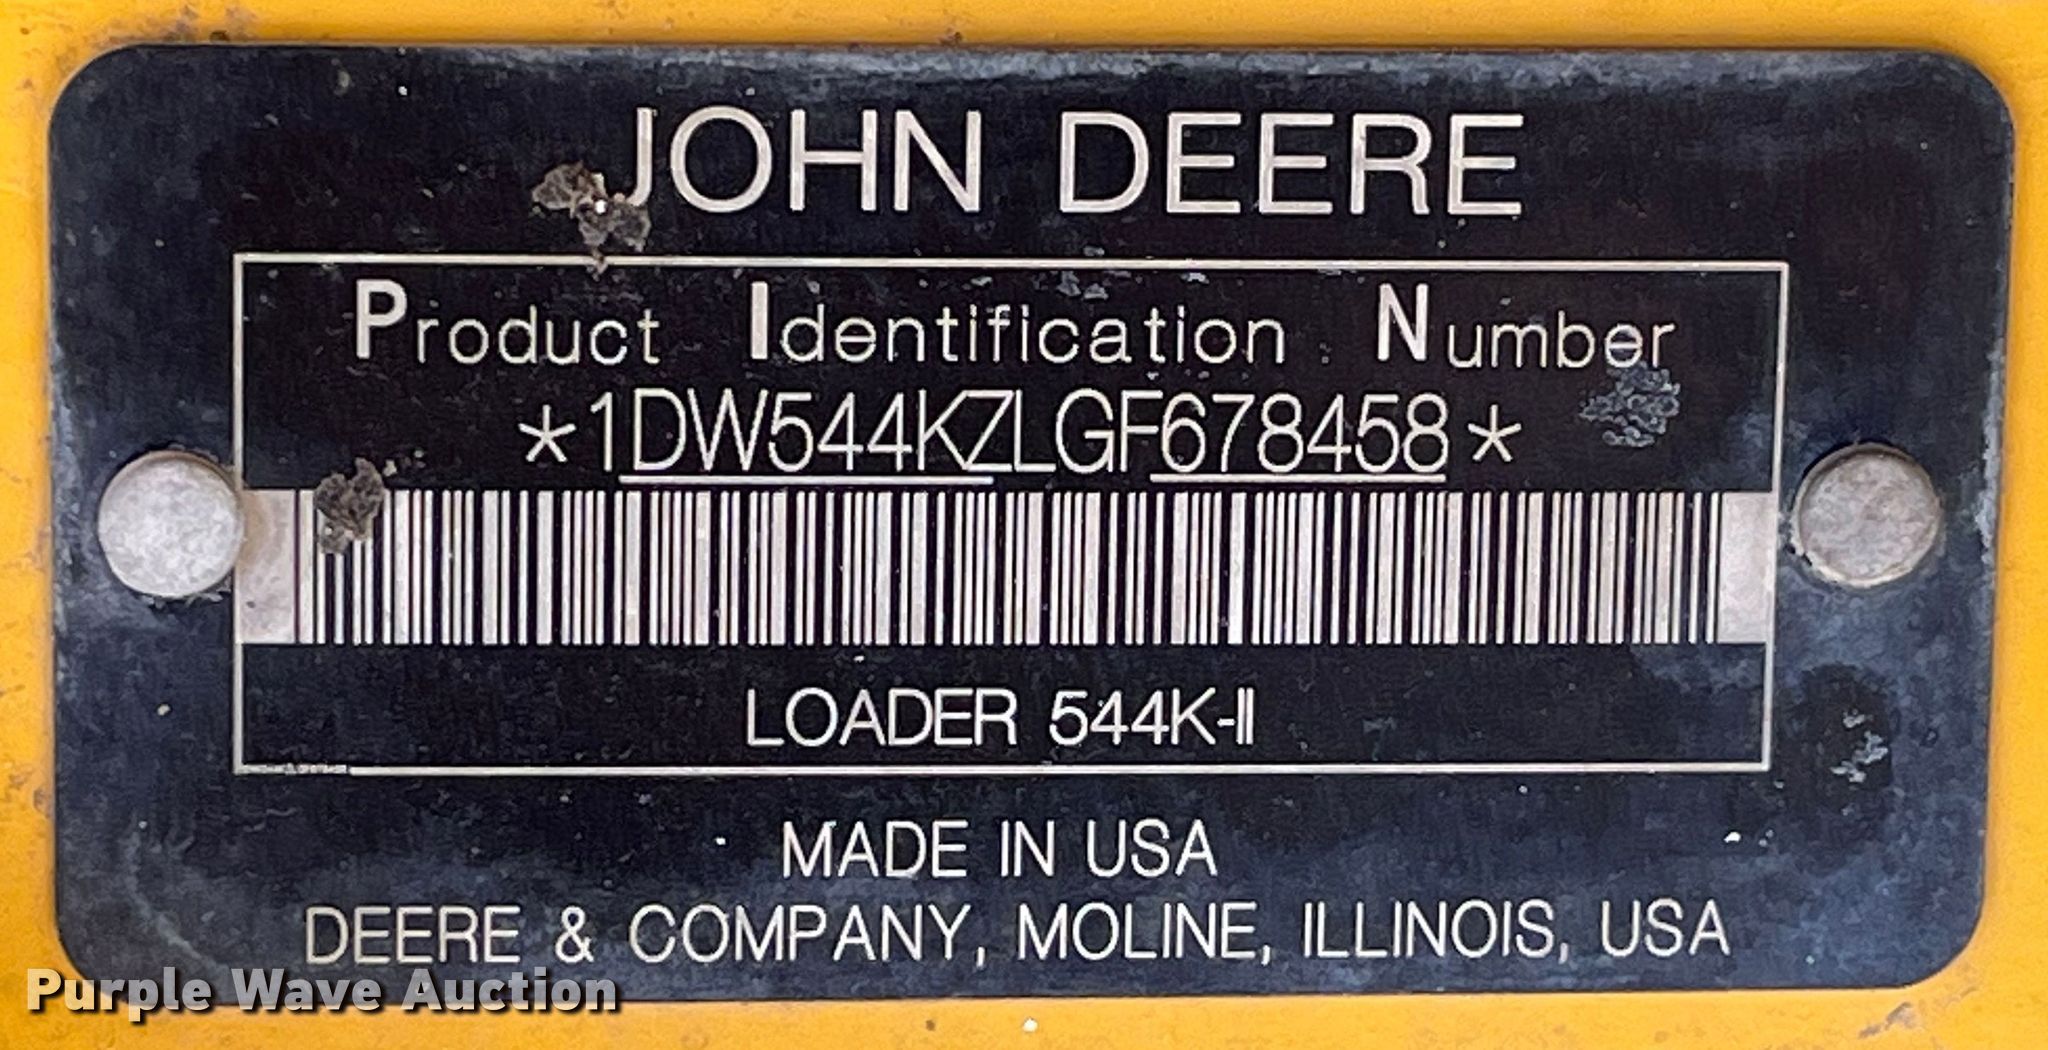 JOHN DEERE
Product Identification Number
*1DW544KZLGF678458*
LOADER 544K-II
MADE IN USA
DEERE & COMPANY, MOLINE, ILLINOIS, USA
Purple Wave Auction